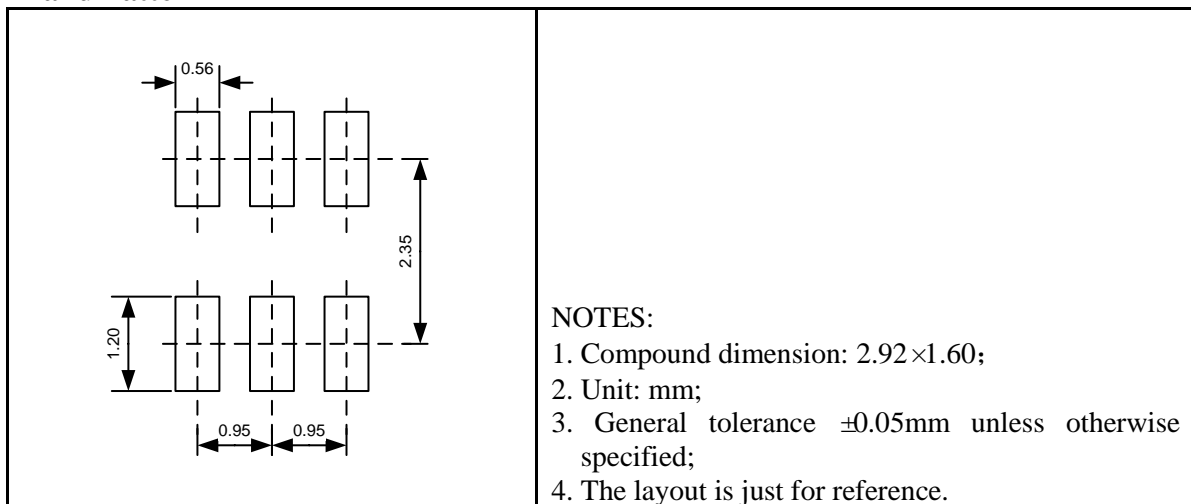 0.56
2.35
1.20
0.95 0.95
NOTES:
1. Compound dimension: 2.92×1.60；
2. Unit: mm;
3. General tolerance ±0.05mm unless otherwise
specified;
4. The layout is just for reference.